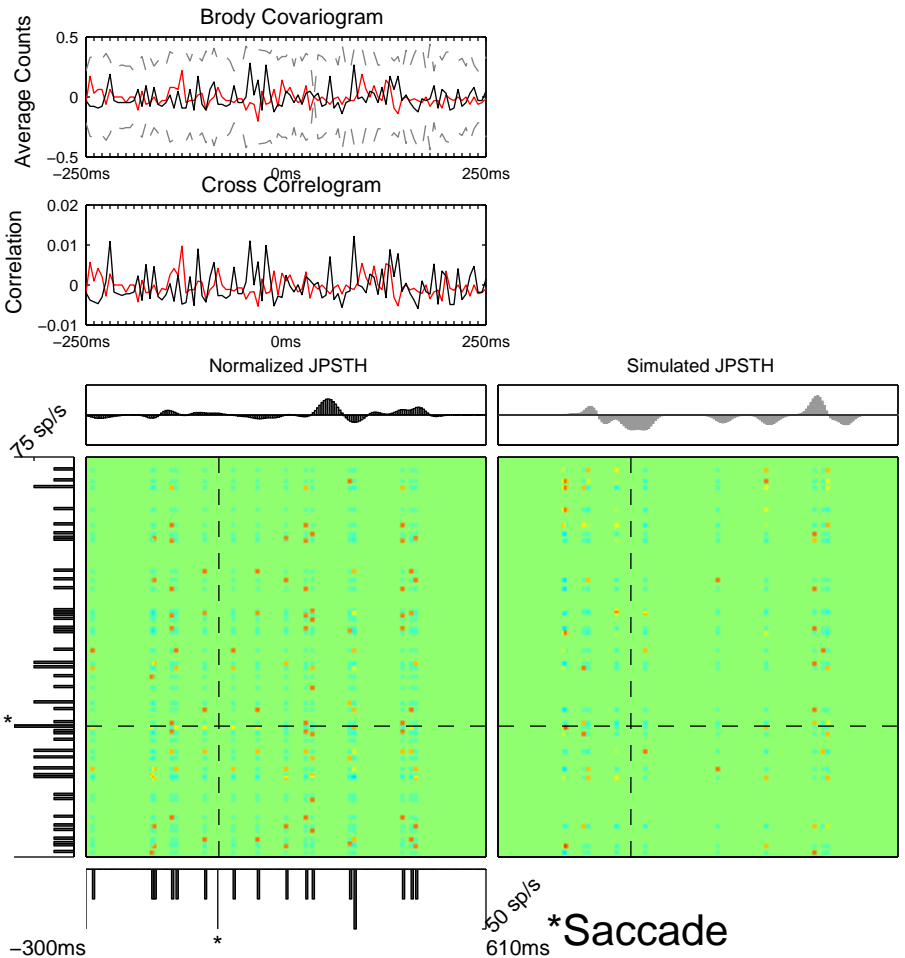 Brody Covariogram
Average Counts
0.5
0
−0.5
−250ms
0ms
250ms
Cross Correlogram
Correlation
0.02
0.01
0
−0.01
−250ms
0ms
250ms
Normalized JPSTH
Simulated JPSTH
75 sp/s
*
50 sp/s
*
−300ms
610ms
*Saccade